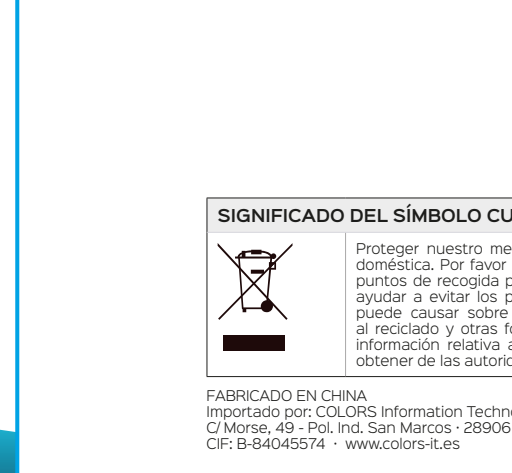 SIGNIFICADO DEL SÍMBOLO CU
Proteger nuestro me
doméstica. Por favor
puntos de recogida p
ayudar a evitar los p
puede causar sobre
al reciclado y otras fo
información relativa a
obtener de las autorid
FABRICADO EN CHINA
Importado por: COLORS Information Techno
C/ Morse, 49 - Pol. Ind. San Marcos · 28906
CIF: B-84045574 · www.colors-it.es